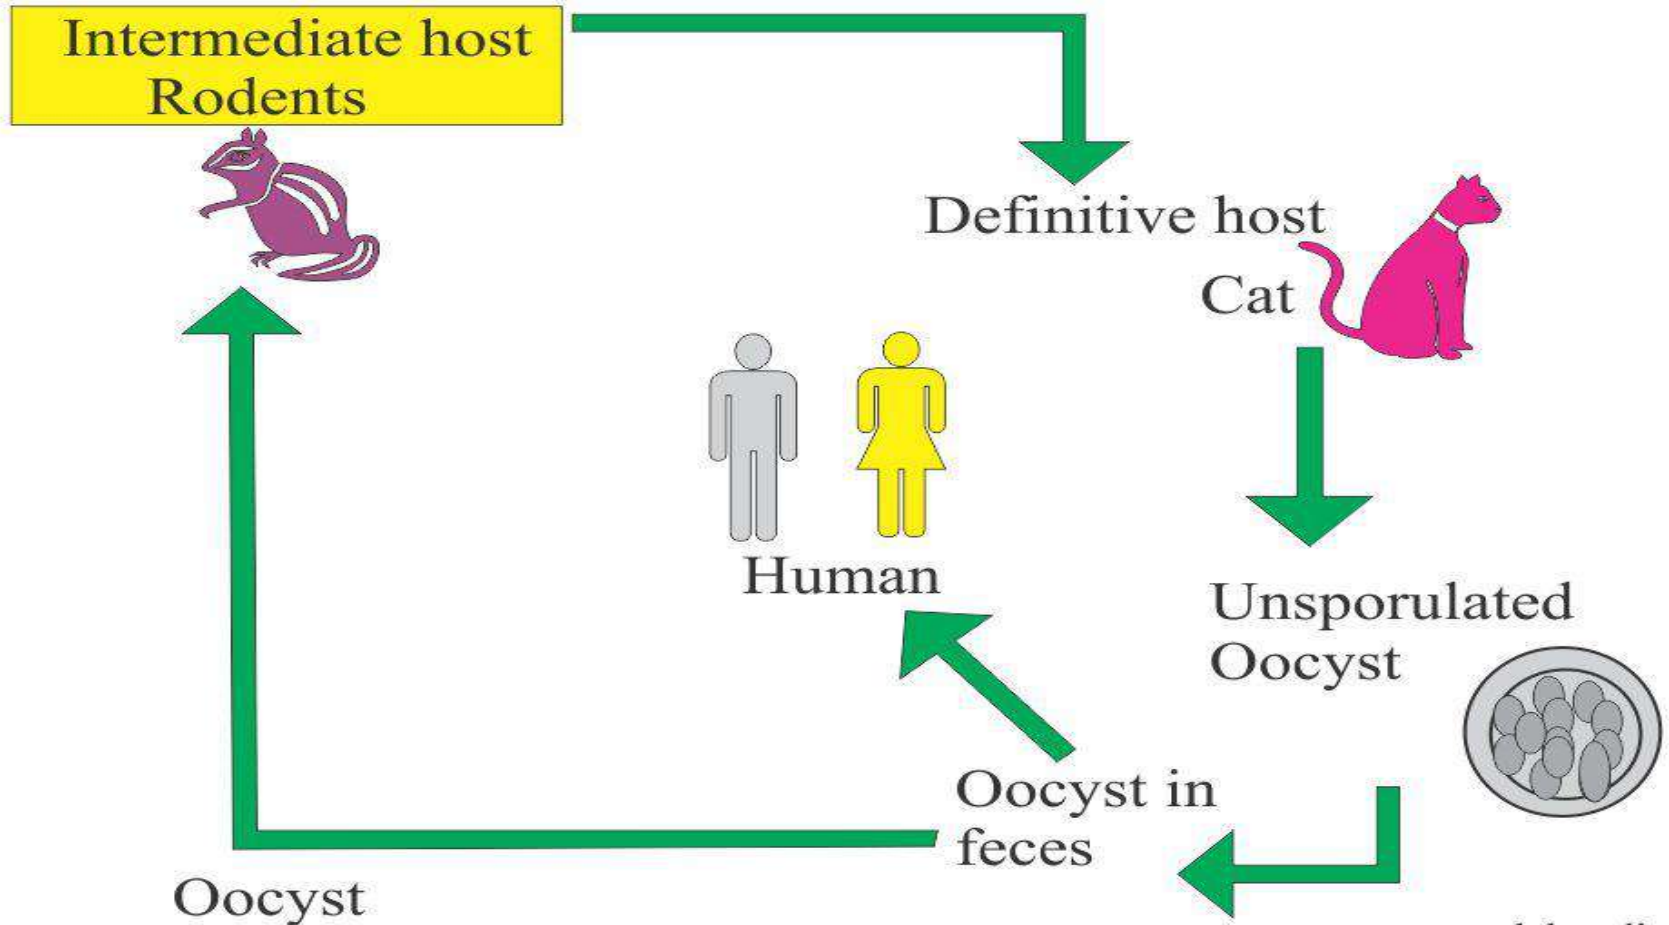 Intermediate host
Rodents
Definitive host
Cat
Human
Unsporulated
Oocyst
Oocyst in
feces
Oocyst